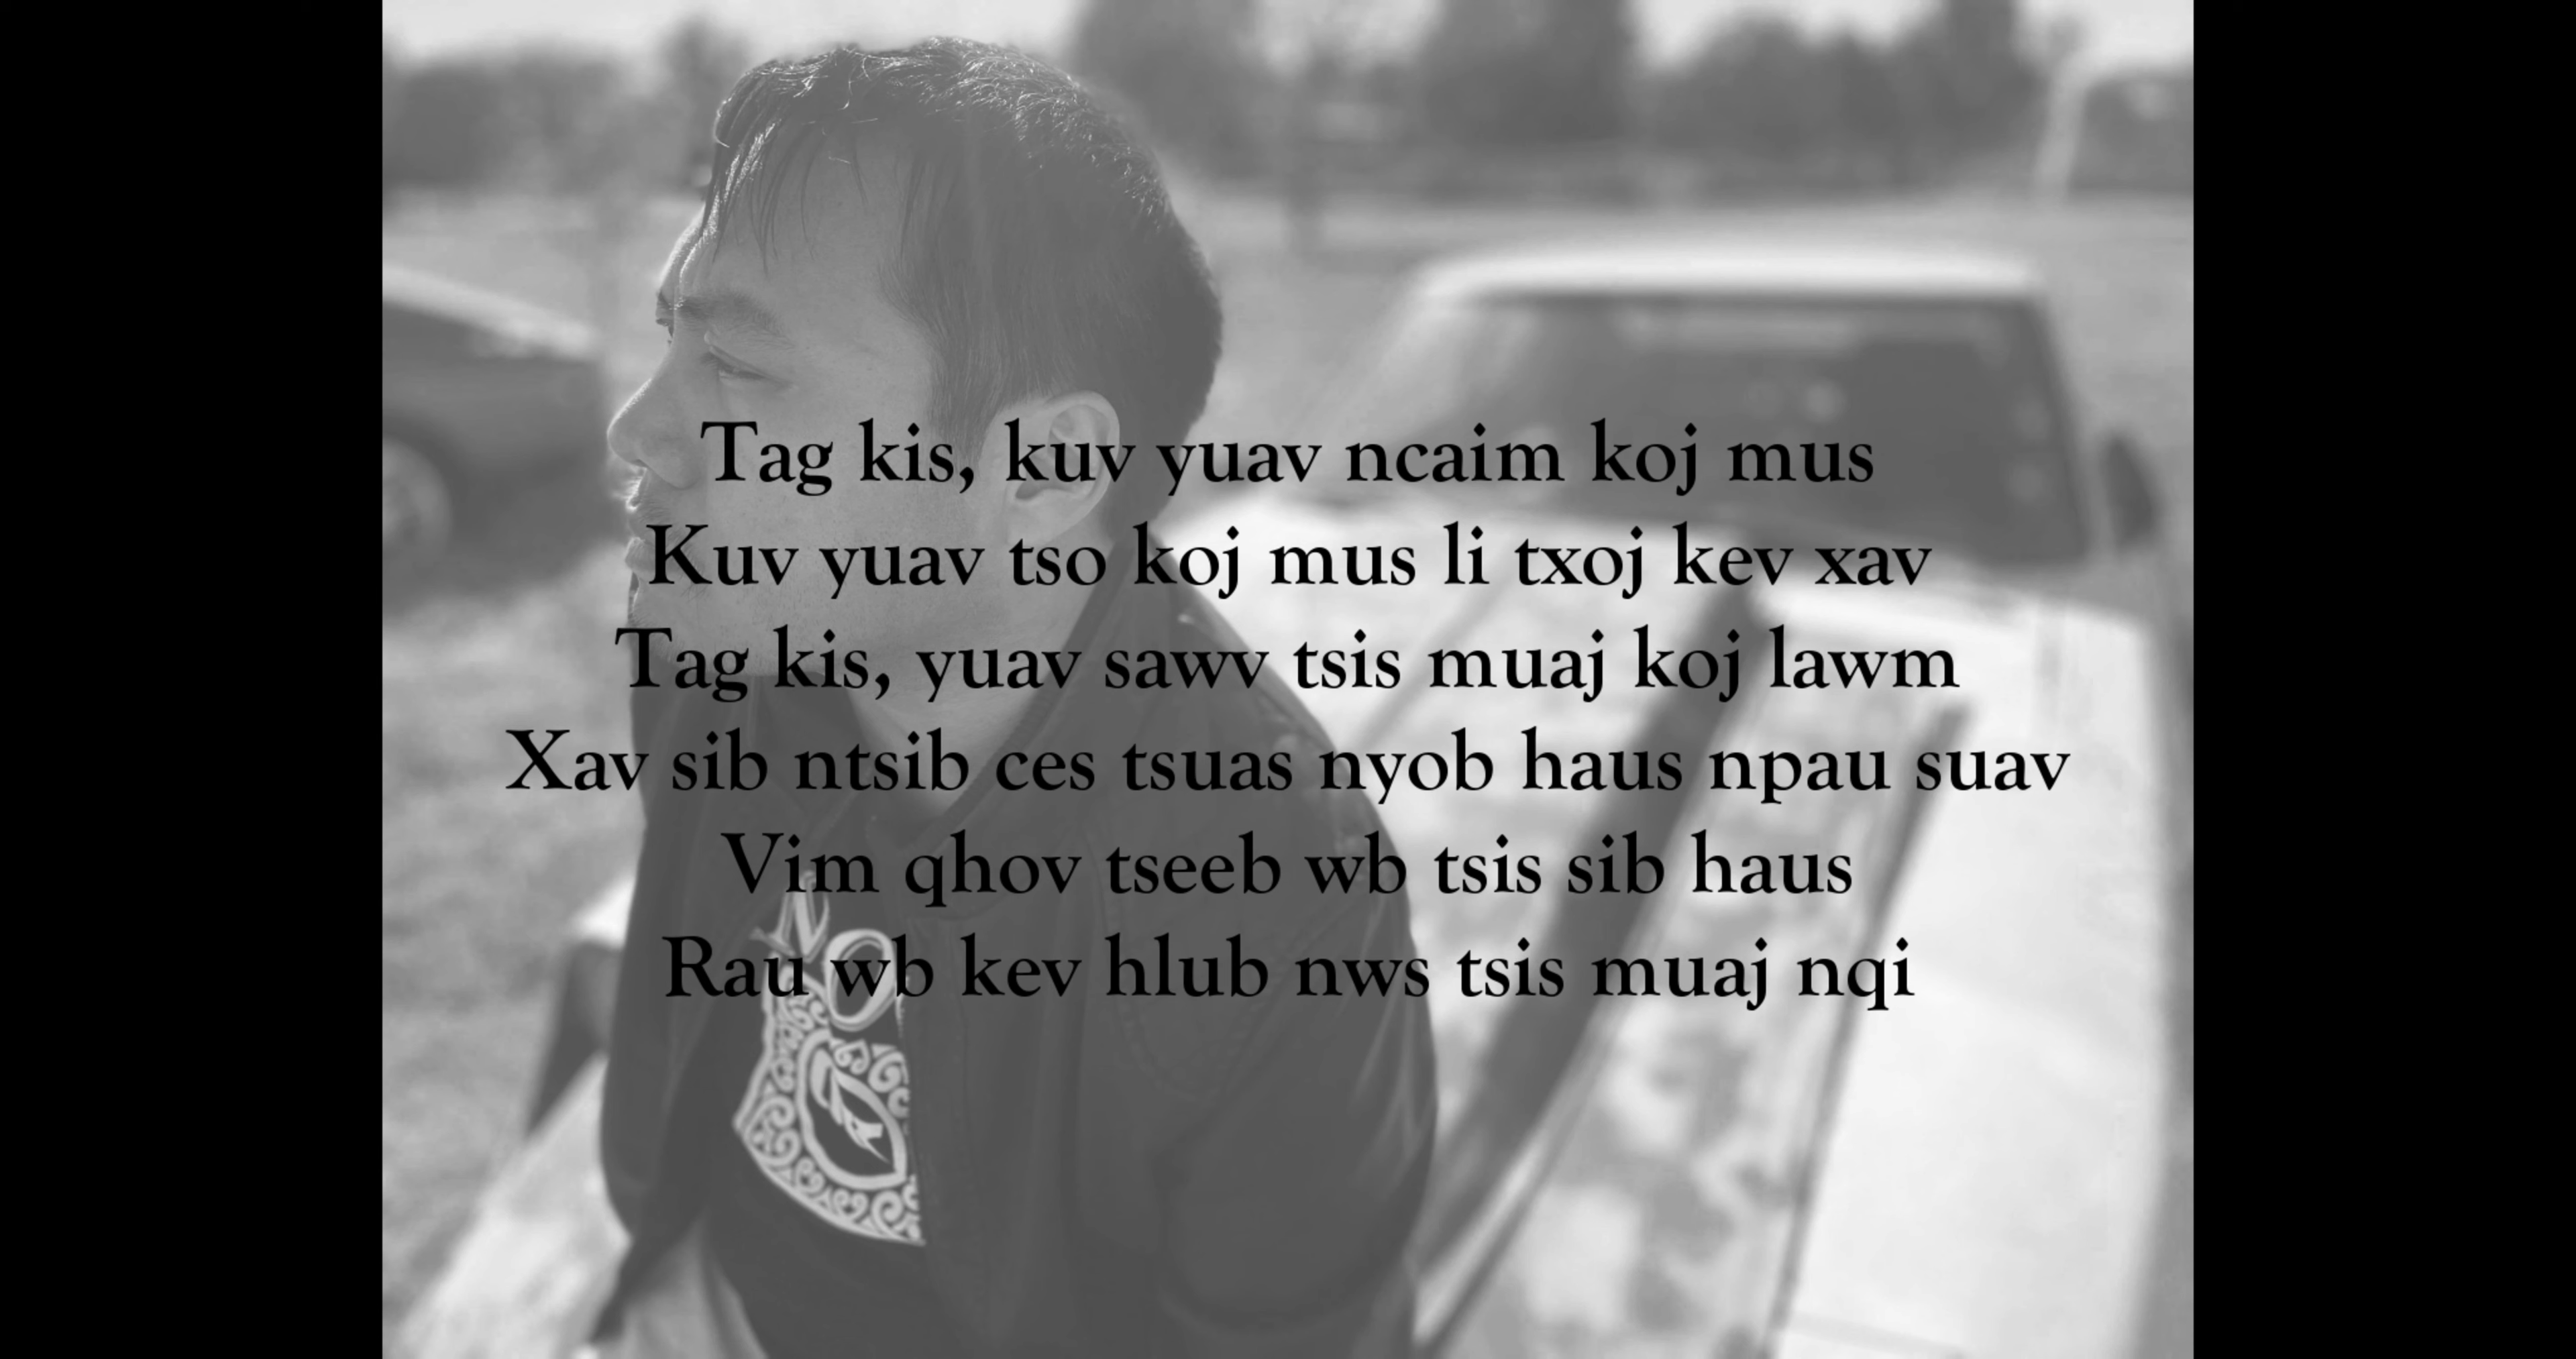 Tag kis, kuv yuav ncaim koj mus
Kuv yuav tso koj mus li txoj kev xav
Tag kis, yuav sawv tsis muaj koj lawm
Xav sib ntsib ces tsuas nyob haus npau suav
Vim qhov tseeb wb tsis sib haus
Rau wb kev hlub nws tsis muaj nqi
NO